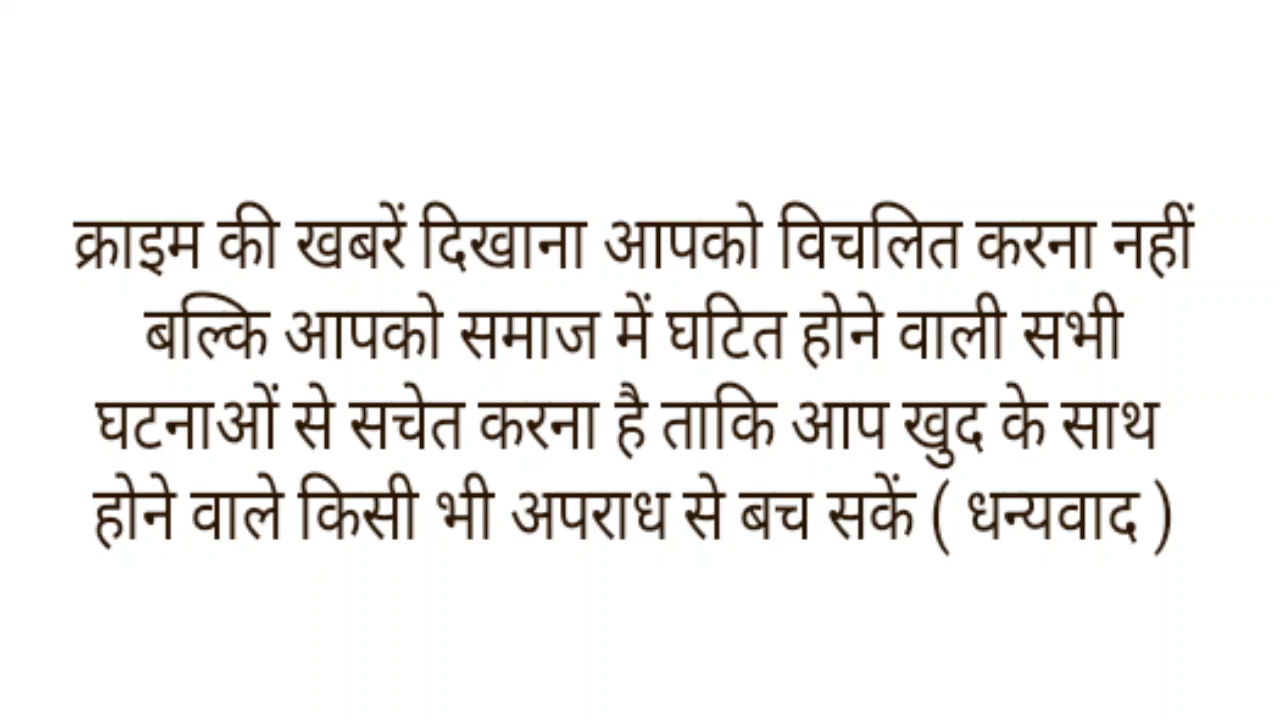 क्राइम की खबरें दिखाना आपको विचलित करना नहीं
बल्कि आपको समाज में घटित होने वाली सभी
घटनाओं से सचेत करना है ताकि आप खुद के साथ
होने वाले किसी भी अपराध से बच सकें ( धन्यवाद )